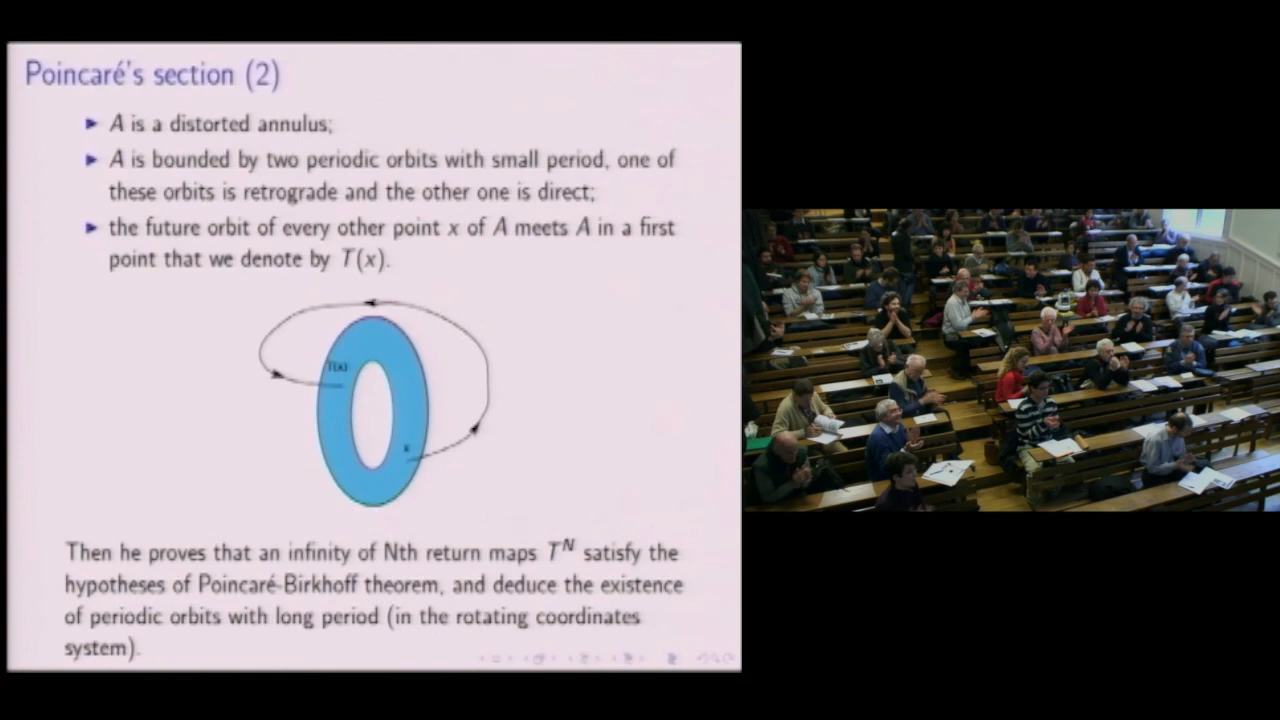 Poincaré's section (2)
▶ A is a distorted annulus;
▶ A is bounded by two periodic orbits with small period, one of
these orbits is retrograde and the other one is direct;
▶ the future orbit of every other point x of A meets A in a first
point that we denote by T(x).
T(x)
x
Then he proves that an infinity of Nth return maps T^N satisfy the
hypotheses of Poincaré-Birkhoff theorem, and deduce the existence
of periodic orbits with long period (in the rotating coordinates
system).